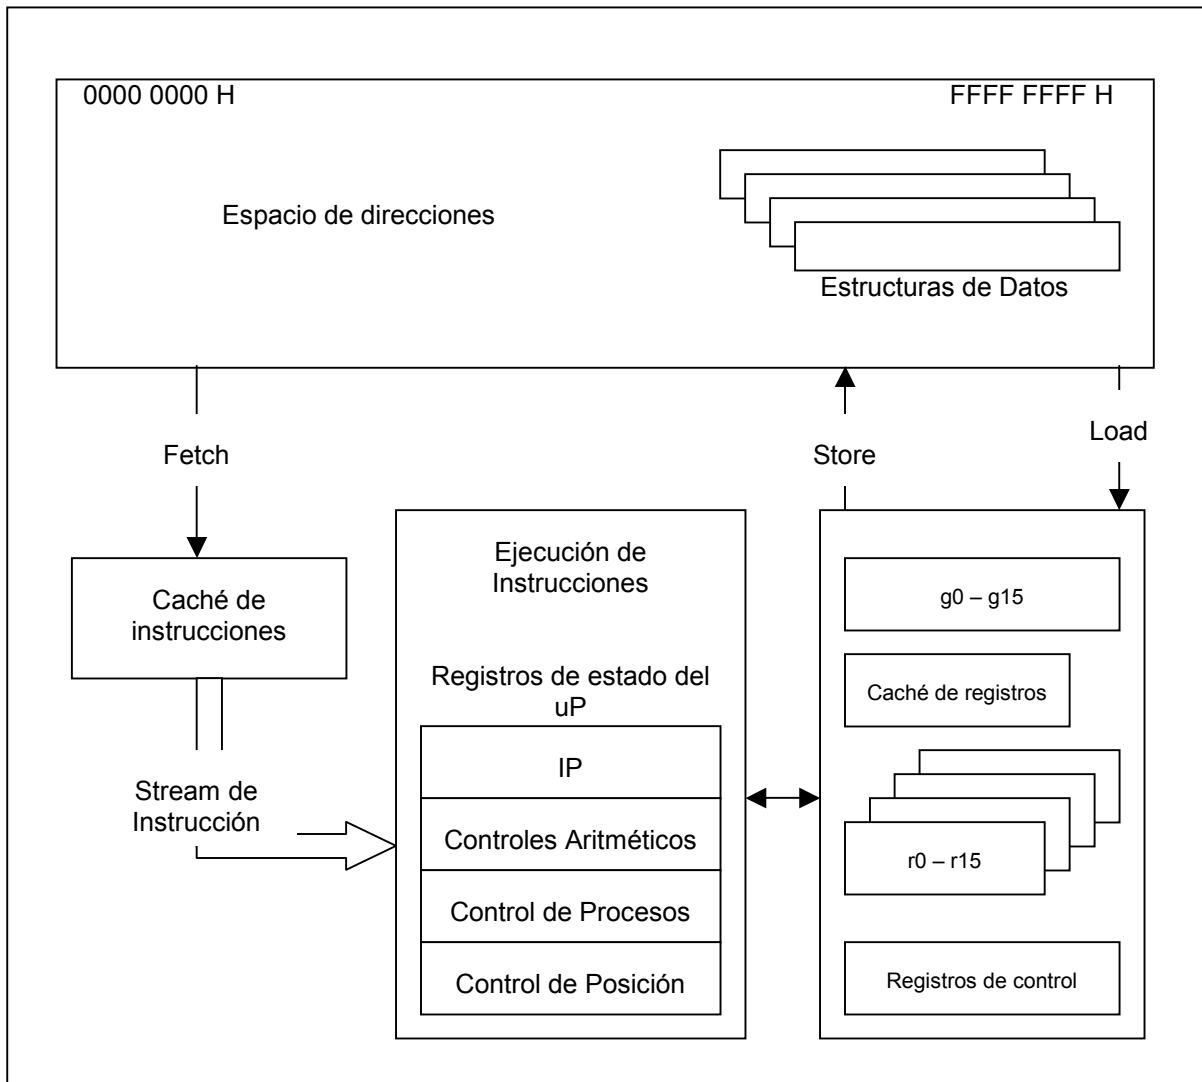 0000 0000 H
FFFF FFFF H
Espacio de direcciones
Estructuras de Datos
Fetch
Store
Load
Caché de
instrucciones
Ejecución de
Instrucciones
g0 – g15
Registros de estado del
uP
Caché de registros
IP
Stream de
Instrucción
Controles Aritméticos
r0 – r15
Control de Procesos
Control de Posición
Registros de control